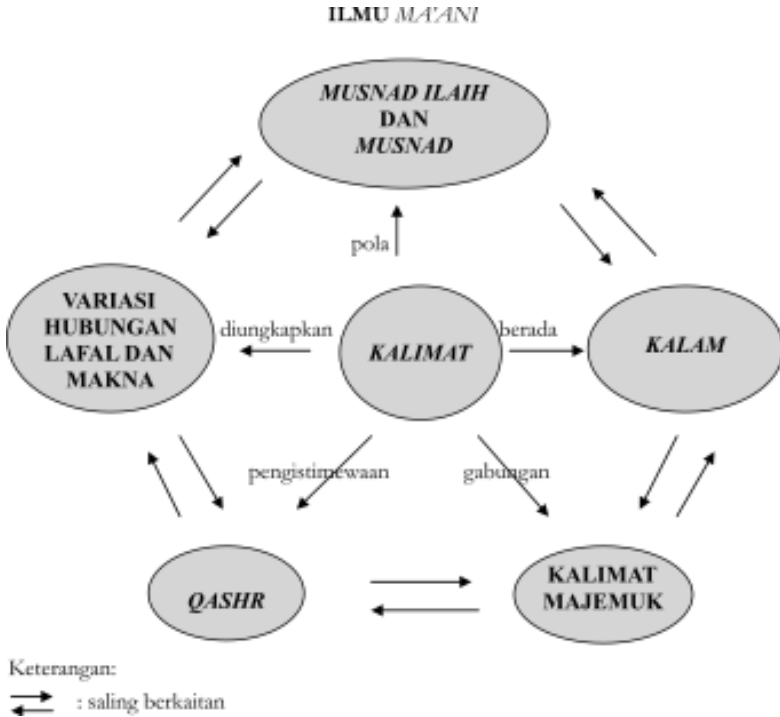 ILMU MA'ANI
MUSNAD ILAIH
DAN
MUSNAD
pola
VARIASI
HUBUNGAN
LAFAL DAN
MAKNA
diungkapkan
KALIMAT
berada
KALAM
pengistimewaan
gabungan
QASHR
KALIMAT
MAJEMUK
Keterangan:
: saling berkaitan